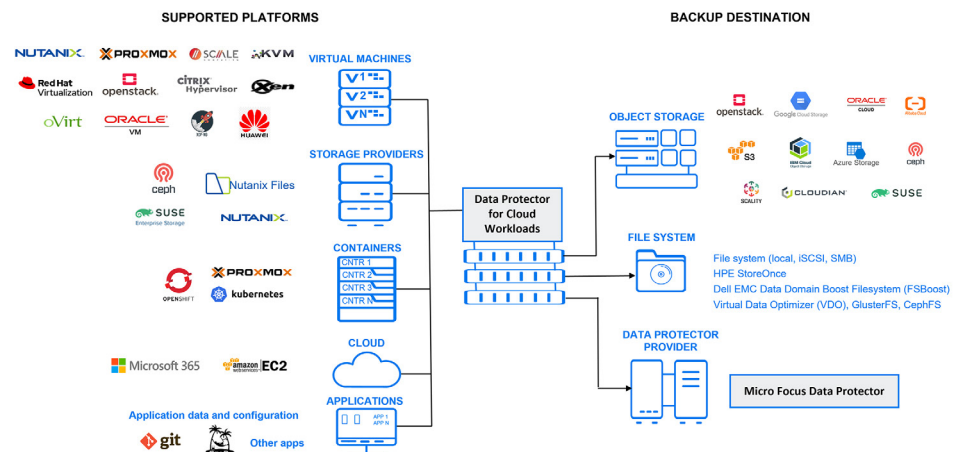 SUPPORTED PLATFORMS
BACKUP DESTINATION
NUTANIX
PROXMOX
SCALE
KVM
Red Hat
Virtualization
openstack.
CITRIX
Hypervisor
Xen
oVirt
ORACLE
VM
HUAWEI
VIRTUAL MACHINES
V1
V2
VN
STORAGE PROVIDERS
ceph
Nutanix Files
SUSE
Enterprise Storage
NUTANIX
CONTAINERS
CNTR 1
CNTR 2
CNTR 3
CNTR N
OPENSHIFT
PROXMOX
kubernetes
CLOUD
Microsoft 365
amazon
webservices
EC2
APPLICATIONS
APP 1
APP N
Application data and configuration
git
Other apps
Data Protector
for Cloud
Workloads
OBJECT STORAGE
openstack.
Google Cloud Storage
ORACLE
CLOUD
Alibaba Cloud
S3
IBM Cloud
Azure Storage
ceph
SCALITY
CLOUDIAN
SUSE
FILE SYSTEM
File system (local, iSCSI, SMB)
HPE StoreOnce
Dell EMC Data Domain Boost Filesystem (FSBoost)
Virtual Data Optimizer (VDO), GlusterFS, CephFS
DATA PROTECTOR
PROVIDER
Micro Focus Data Protector